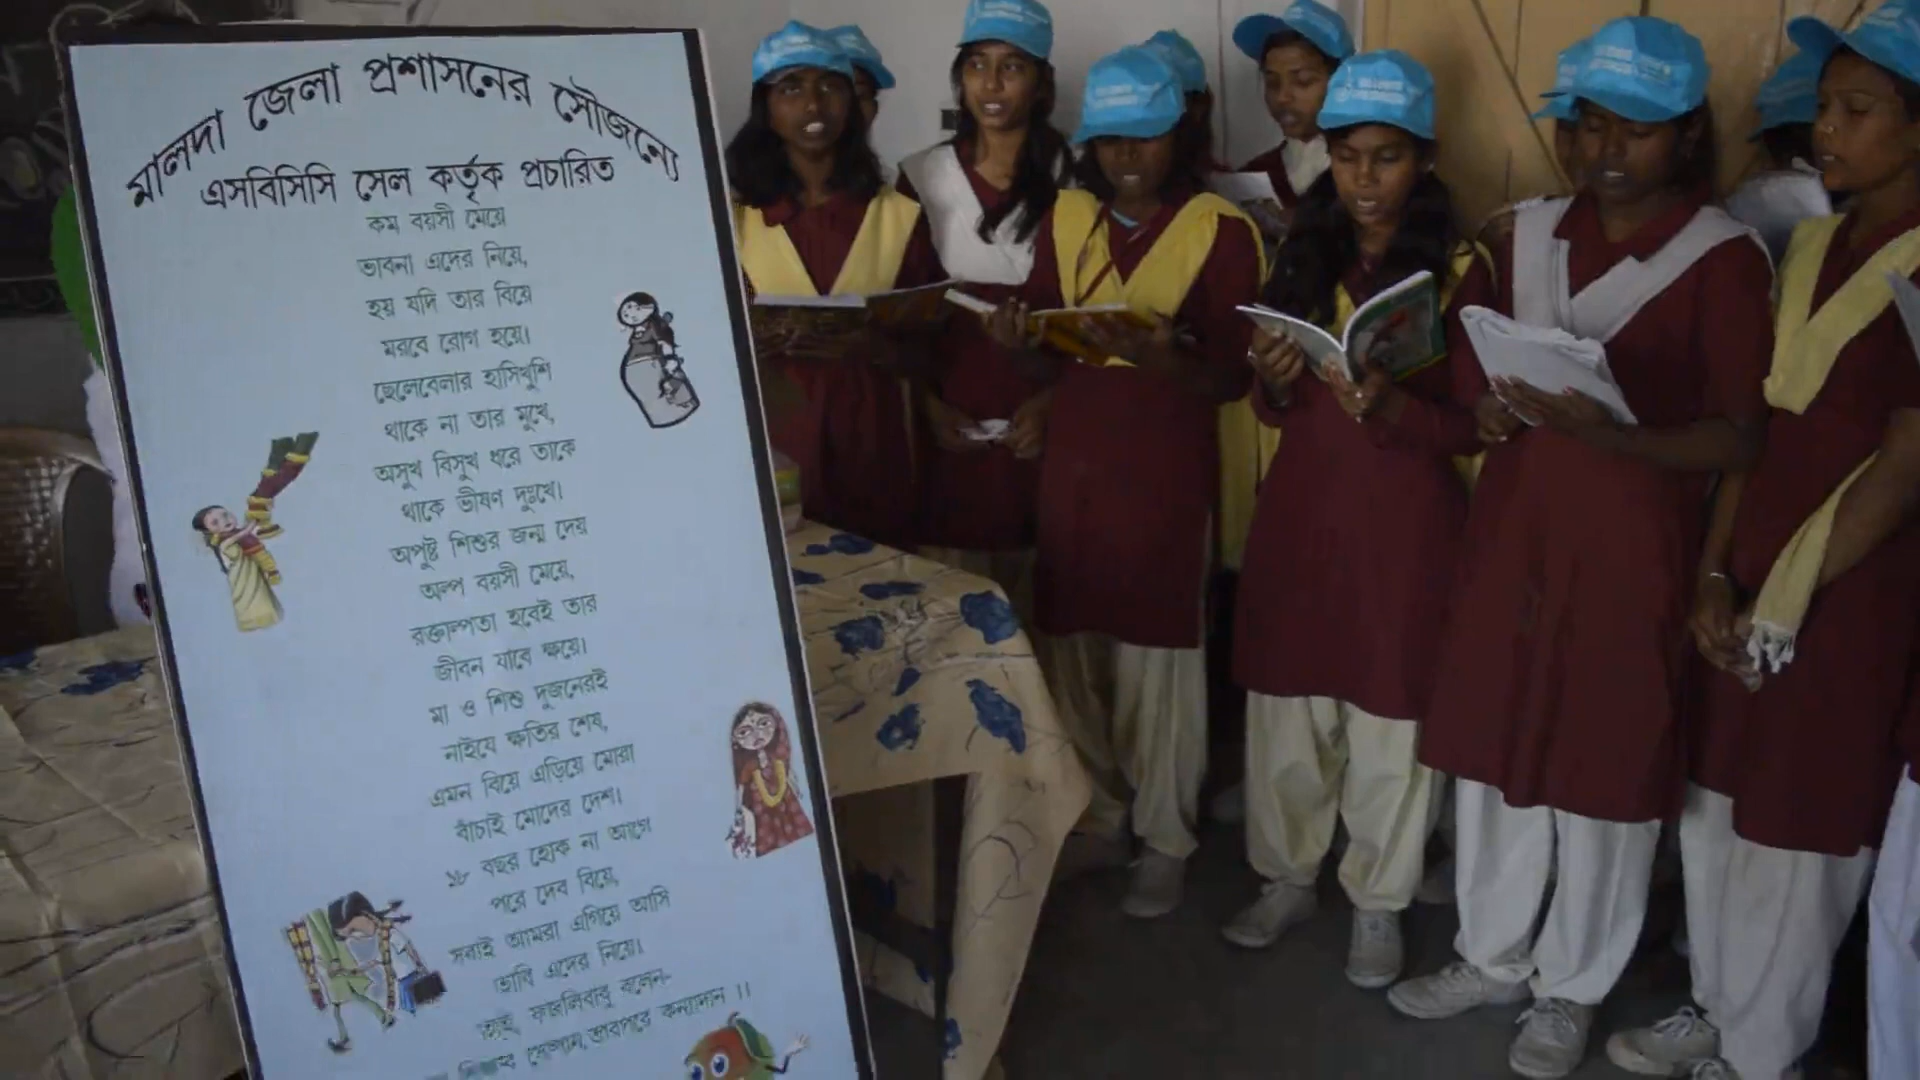 মালদা জেলা প্রশাসনের সৌজন্যে
এসবিসিসি সেল কর্তৃক প্রচারিত
কম বয়সী মেয়ে
ভাবনা এদের নিয়ে,
হয় যদি তার বিয়ে
মরবে রোগ হয়ে।
ছেলেবেলার হাসিখুশি
থাকে না তার মুখে,
অসুখ বিসুখ ধরে তাকে
থাকে ভীষণ দুঃখে।
অপুষ্ট শিশুর জন্ম দেয়
অল্প বয়সী মেয়ে,
রক্তাল্পতা হবেই তার
জীবন যাবে ক্ষয়ে।
মা ও শিশু দুজনেরই
নাইযে ক্ষতির শেষ,
এমন বিয়ে এড়িয়ে মোরা
বাঁচাই মোদের দেশ।
১৮ বছর হোক না আগে
পরে দেব বিয়ে,
সবাই আমরা এগিয়ে আসি
ভাবি এদের নিয়ে।
তাই ফজলিবাবু বলেন-
কন্যাদান ।।